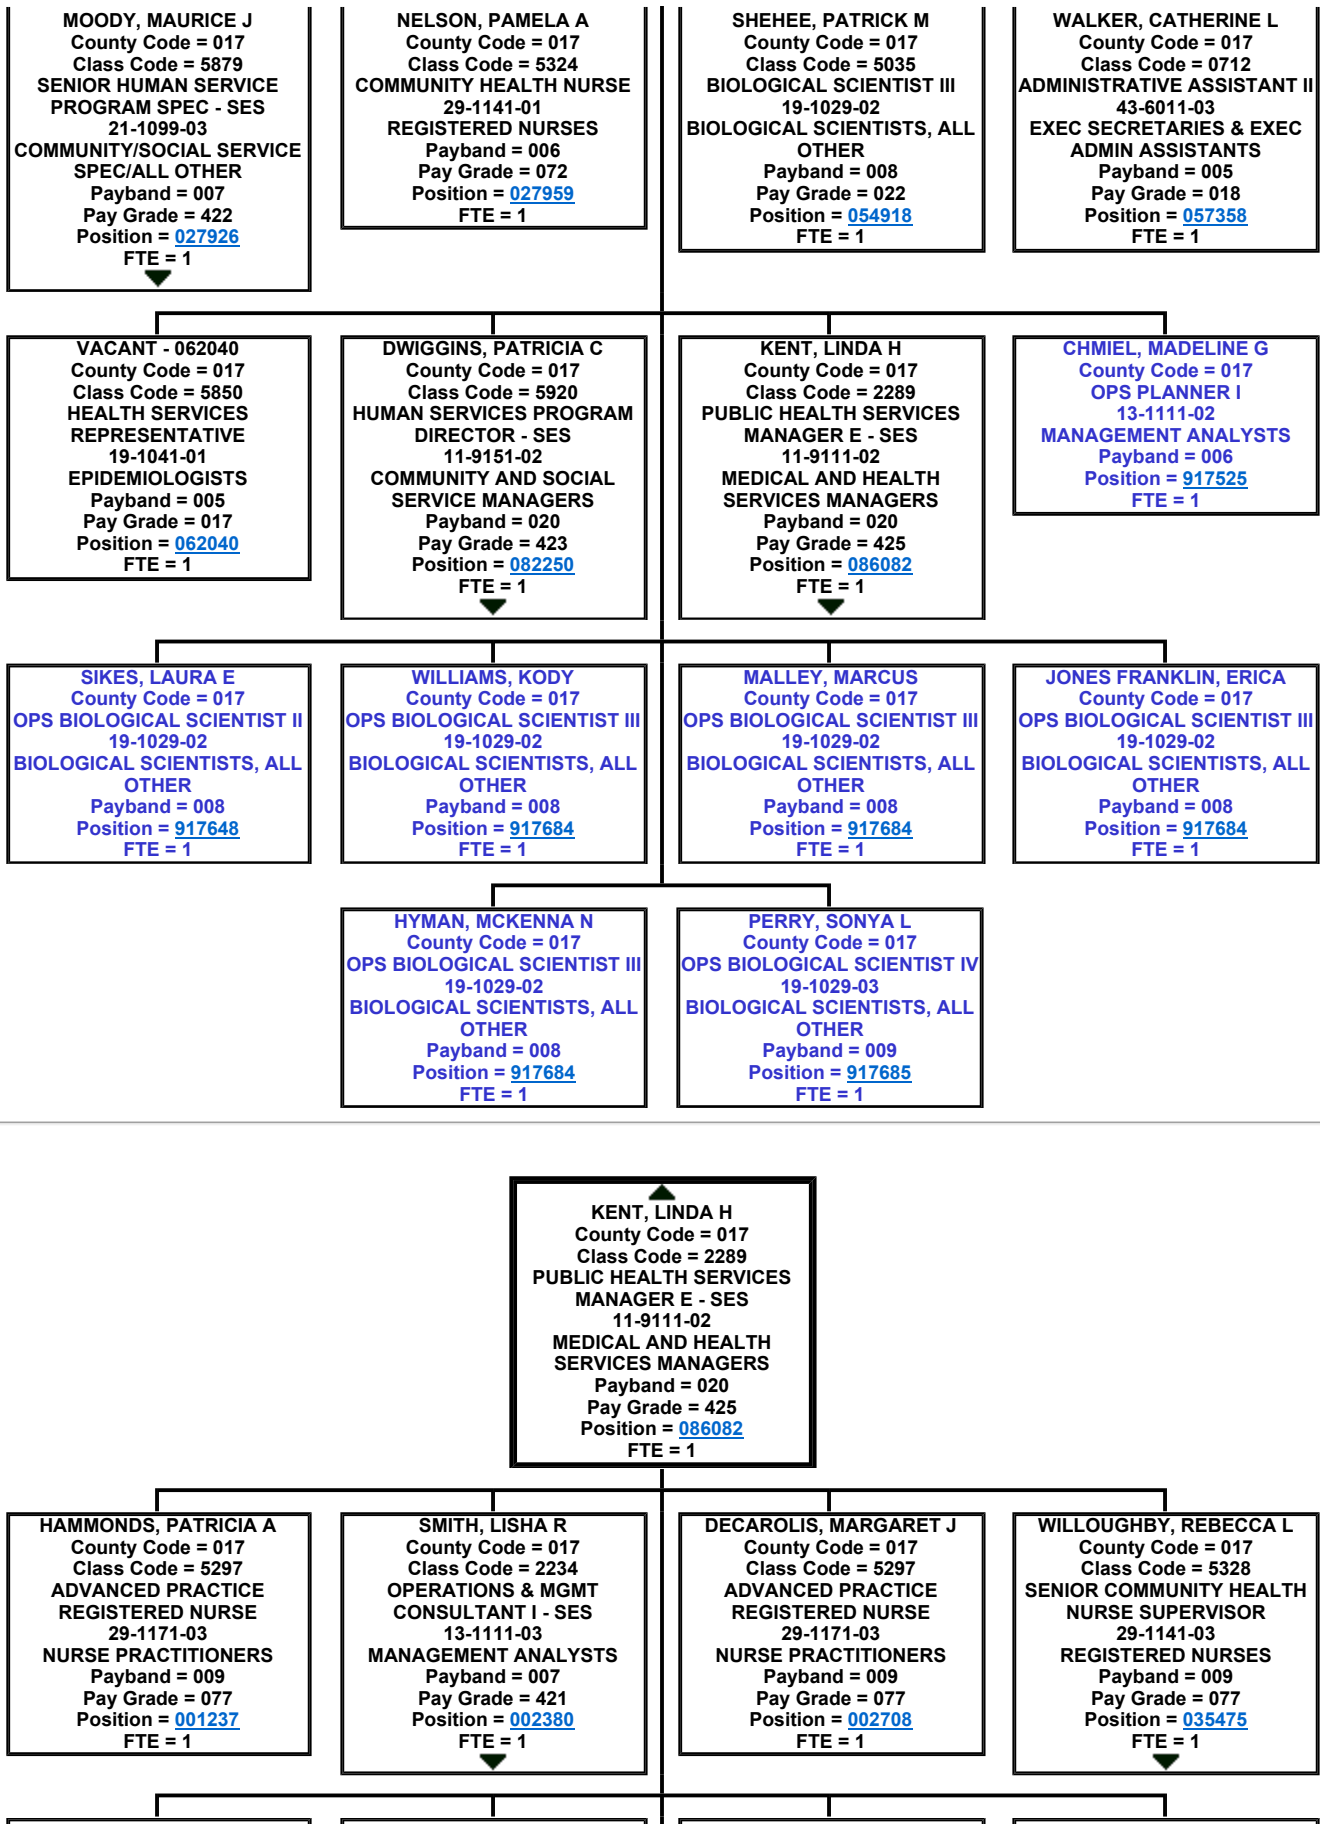 MOODY, MAURICE J
County Code = 017
Class Code = 5879
SENIOR HUMAN SERVICE
PROGRAM SPEC - SES
21-1099-03
COMMUNITY/SOCIAL SERVICE
SPEC/ALL OTHER
Payband = 007
Pay Grade = 422
Position = 027926
FTE = 1
NELSON, PAMELA A
County Code = 017
Class Code = 5324
COMMUNITY HEALTH NURSE
29-1141-01
REGISTERED NURSES
Payband = 006
Pay Grade = 072
Position = 027959
FTE = 1
SHEHEE, PATRICK M
County Code = 017
Class Code = 5035
BIOLOGICAL SCIENTIST III
19-1029-02
BIOLOGICAL SCIENTISTS, ALL
OTHER
Payband = 008
Pay Grade = 022
Position = 054918
FTE = 1
WALKER, CATHERINE L
County Code = 017
Class Code = 0712
ADMINISTRATIVE ASSISTANT II
43-6011-03
EXEC SECRETARIES & EXEC
ADMIN ASSISTANTS
Payband = 005
Pay Grade = 018
Position = 057358
FTE = 1
VACANT - 062040
County Code = 017
Class Code = 5850
HEALTH SERVICES
REPRESENTATIVE
19-1041-01
EPIDEMIOLOGISTS
Payband = 005
Pay Grade = 017
Position = 062040
FTE = 1
DWIGGINS, PATRICIA C
County Code = 017
Class Code = 5920
HUMAN SERVICES PROGRAM
DIRECTOR - SES
11-9151-02
COMMUNITY AND SOCIAL
SERVICE MANAGERS
Payband = 020
Pay Grade = 423
Position = 082250
FTE = 1
KENT, LINDA H
County Code = 017
Class Code = 2289
PUBLIC HEALTH SERVICES
MANAGER E - SES
11-9111-02
MEDICAL AND HEALTH
SERVICES MANAGERS
Payband = 020
Pay Grade = 425
Position = 086082
FTE = 1
CHMIEL, MADELINE G
County Code = 017
OPS PLANNER I
13-1111-02
MANAGEMENT ANALYSTS
Payband = 006
Position = 917525
FTE = 1
SIKES, LAURA E
County Code = 017
OPS BIOLOGICAL SCIENTIST II
19-1029-02
BIOLOGICAL SCIENTISTS, ALL
OTHER
Payband = 008
Position = 917648
FTE = 1
WILLIAMS, KODY
County Code = 017
OPS BIOLOGICAL SCIENTIST III
19-1029-02
BIOLOGICAL SCIENTISTS, ALL
OTHER
Payband = 008
Position = 917684
FTE = 1
MALLEY, MARCUS
County Code = 017
OPS BIOLOGICAL SCIENTIST III
19-1029-02
BIOLOGICAL SCIENTISTS, ALL
OTHER
Payband = 008
Position = 917684
FTE = 1
JONES FRANKLIN, ERICA
County Code = 017
OPS BIOLOGICAL SCIENTIST III
19-1029-02
BIOLOGICAL SCIENTISTS, ALL
OTHER
Payband = 008
Position = 917684
FTE = 1
HYMAN, MCKENNA N
County Code = 017
OPS BIOLOGICAL SCIENTIST III
19-1029-02
BIOLOGICAL SCIENTISTS, ALL
OTHER
Payband = 008
Position = 917684
FTE = 1
PERRY, SONYA L
County Code = 017
OPS BIOLOGICAL SCIENTIST IV
19-1029-03
BIOLOGICAL SCIENTISTS, ALL
OTHER
Payband = 009
Position = 917685
FTE = 1
KENT, LINDA H
County Code = 017
Class Code = 2289
PUBLIC HEALTH SERVICES
MANAGER E - SES
11-9111-02
MEDICAL AND HEALTH
SERVICES MANAGERS
Payband = 020
Pay Grade = 425
Position = 086082
FTE = 1
HAMMONDS, PATRICIA A
County Code = 017
Class Code = 5297
ADVANCED PRACTICE
REGISTERED NURSE
29-1171-03
NURSE PRACTITIONERS
Payband = 009
Pay Grade = 077
Position = 001237
FTE = 1
SMITH, LISHA R
County Code = 017
Class Code = 2234
OPERATIONS & MGMT
CONSULTANT I - SES
13-1111-03
MANAGEMENT ANALYSTS
Payband = 007
Pay Grade = 421
Position = 002380
FTE = 1
DECAROLIS, MARGARET J
County Code = 017
Class Code = 5297
ADVANCED PRACTICE
REGISTERED NURSE
29-1171-03
NURSE PRACTITIONERS
Payband = 009
Pay Grade = 077
Position = 002708
FTE = 1
WILLOUGHBY, REBECCA L
County Code = 017
Class Code = 5328
SENIOR COMMUNITY HEALTH
NURSE SUPERVISOR
29-1141-03
REGISTERED NURSES
Payband = 009
Pay Grade = 077
Position = 035475
FTE = 1